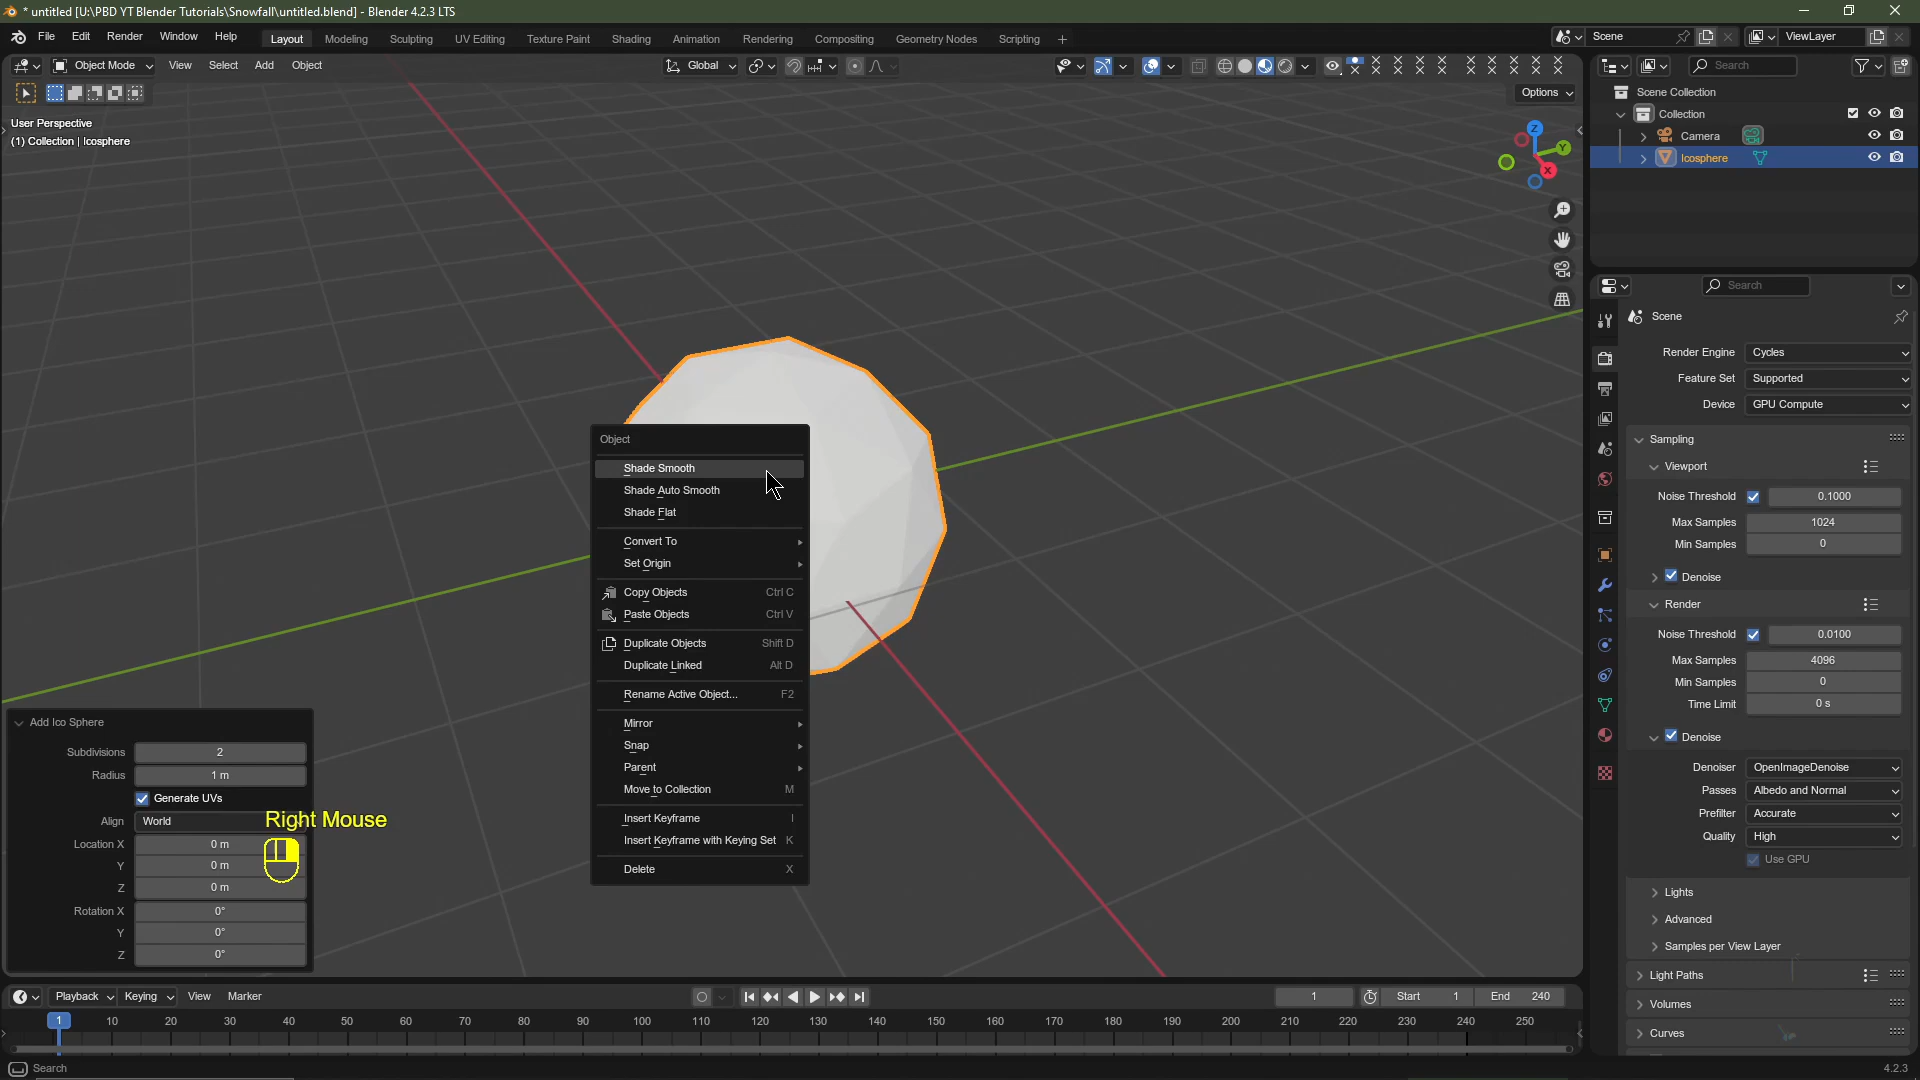 * untitled [U:\PBD YT Blender Tutorials\Snowfall\untitled.blend] - Blender 4.2.3 LTS
File Edit Render Window Help Layout Modeling Sculpting UV Editing Texture Paint Shading Animation Rendering Compositing Geometry Nodes Scripting + Scene ViewLayer
Object Mode View Select Add Object Global Search
Options
User Perspective
(1) Collection | Icosphere
Z
Y
X
Scene Collection
Collection
Camera
Icosphere
Search
Scene
Render Engine Cycles
Feature Set Supported
Device GPU Compute
Sampling
Viewport
Noise Threshold 0.1000
Max Samples 1024
Min Samples 0
Denoise
Render
Noise Threshold 0.0100
Max Samples 4096
Min Samples 0
Time Limit 0 s
Denoise
Denoiser OpenImageDenoise
Passes Albedo and Normal
Prefilter Accurate
Quality High
Use GPU
Lights
Advanced
Samples per View Layer
Light Paths
Volumes
Curves
Object
Shade Smooth
Shade Auto Smooth
Shade Flat
Convert To
Set Origin
Copy Objects Ctrl C
Paste Objects Ctrl V
Duplicate Objects Shift D
Duplicate Linked Alt D
Rename Active Object... F2
Mirror
Snap
Parent
Move to Collection M
Insert Keyframe I
Insert Keyframe with Keying Set K
Delete X
Add Ico Sphere
Subdivisions 2
Radius 1 m
Generate UVs
Align World
Right Mouse
Location X 0 m
Y 0 m
Z 0 m
Rotation X 0°
Y 0°
Z 0°
Playback Keying View Marker 1 Start 1 End 240
1 10 20 30 40 50 60 70 80 90 100 110 120 130 140 150 160 170 180 190 200 210 220 230 240 250
Search 4.2.3